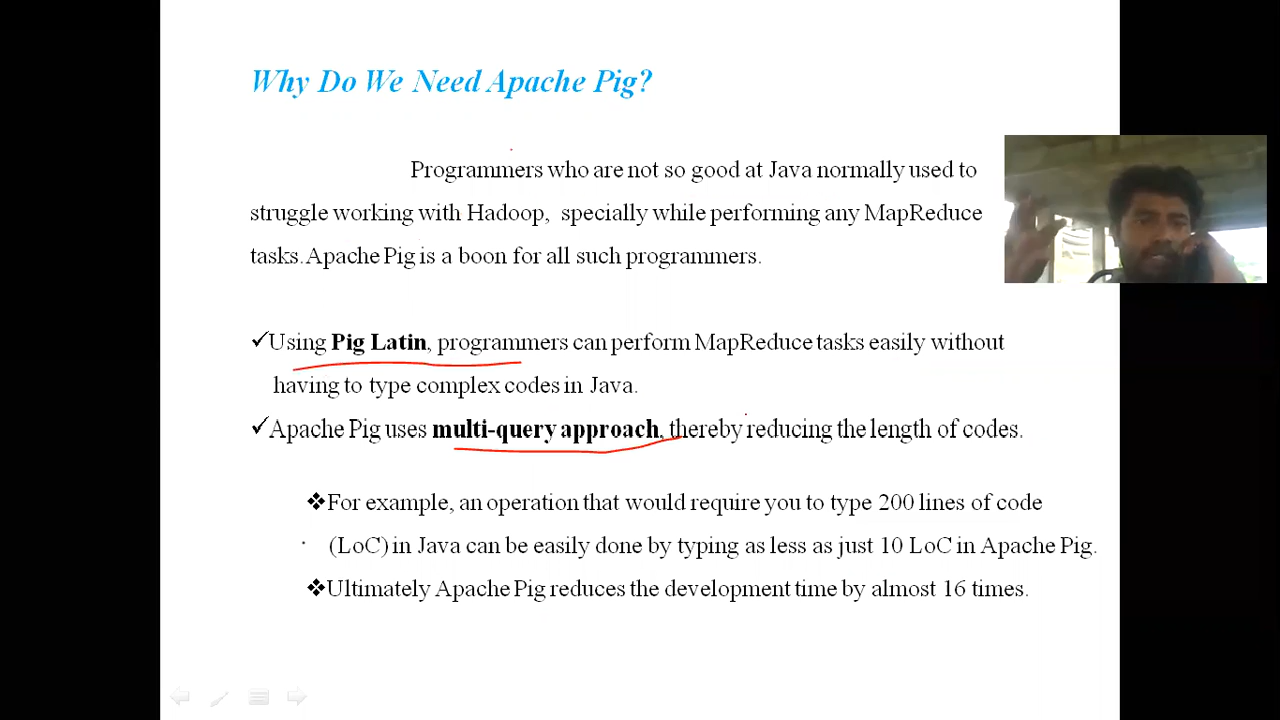 Why Do We Need Apache Pig?
Programmers who are not so good at Java normally used to
struggle working with Hadoop, specially while performing any MapReduce
tasks. Apache Pig is a boon for all such programmers.
✓Using Pig Latin, programmers can perform MapReduce tasks easily without
having to type complex codes in Java.
✓Apache Pig uses multi-query approach, thereby reducing the length of codes.
❖For example, an operation that would require you to type 200 lines of code
(LoC) in Java can be easily done by typing as less as just 10 LoC in Apache Pig.
❖Ultimately Apache Pig reduces the development time by almost 16 times.